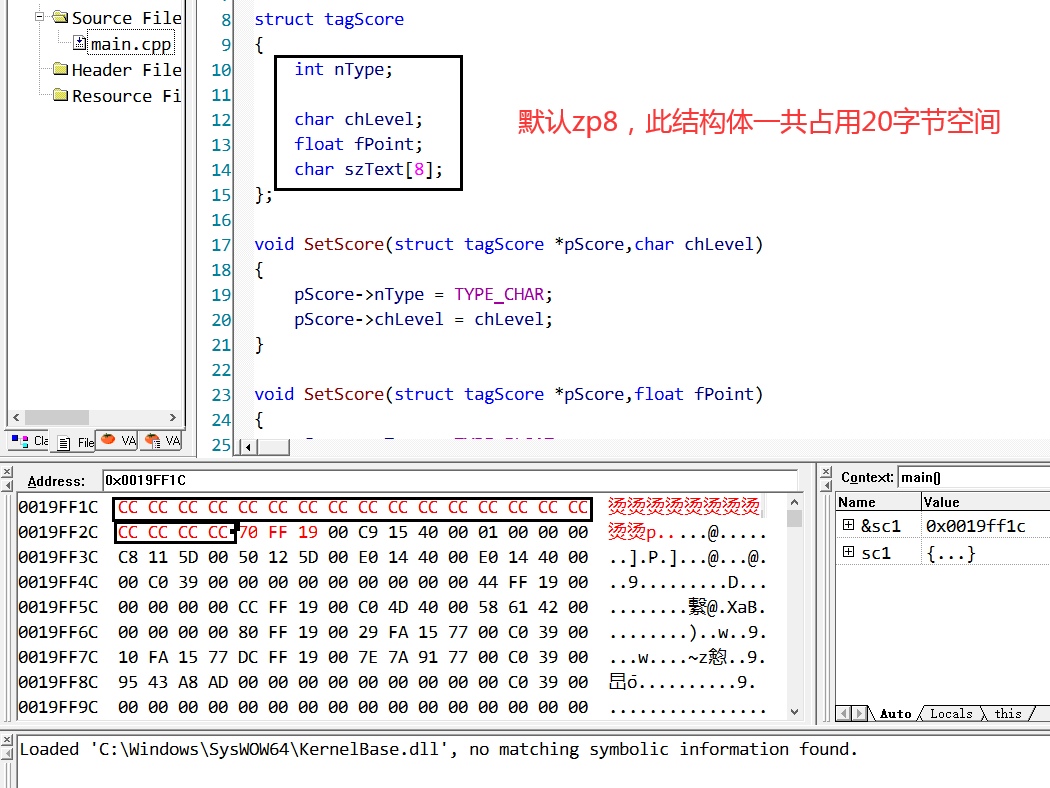 Source File
main.cpp
Header File
Resource Fi
Cla
File
VA
VA
8 struct tagScore
9 {
10 int nType;
11
12 char chLevel;
13 float fPoint;
14 char szText[8];
15 };
16
17 void SetScore(struct tagScore *pScore,char chLevel)
18 {
19 pScore->nType = TYPE_CHAR;
20 pScore->chLevel = chLevel;
21 }
22
23 void SetScore(struct tagScore *pScore,float fPoint)
24 {
25
默认zp8，此结构体一共占用20字节空间
Address: 0x0019FF1C
0019FF1C CC CC CC CC CC CC CC CC CC CC CC CC CC CC CC CC 烫烫烫烫烫烫烫烫
0019FF2C CC CC CC CC 70 FF 19 00 C9 15 40 00 01 00 00 00 烫烫p.....@.....
0019FF3C C8 11 5D 00 50 12 5D 00 E0 14 40 00 E0 14 40 00 ..].P.]...@...@.
0019FF4C 00 C0 39 00 00 00 00 00 00 00 00 00 44 FF 19 00 ..9.........D...
0019FF5C 00 00 00 00 CC FF 19 00 C0 4D 40 00 58 61 42 00 ........繫@.XaB.
0019FF6C 00 00 00 00 80 FF 19 00 29 FA 15 77 00 C0 39 00 ........)..w..9.
0019FF7C 10 FA 15 77 DC FF 19 00 7E 7A 91 77 00 C0 39 00 ...w....~z憌..9.
0019FF8C 95 43 A8 AD 00 00 00 00 00 00 00 00 00 C0 39 00
0019FF9C 00 00 00 00 00 00 00 00 00 00 00 00 00 00 00 00 ................
Context: main()
Name Value
&sc1 0x0019ff1c
sc1 {...}
Auto Locals this
Loaded 'C:\Windows\SysWOW64\KernelBase.dll', no matching symbolic information found.